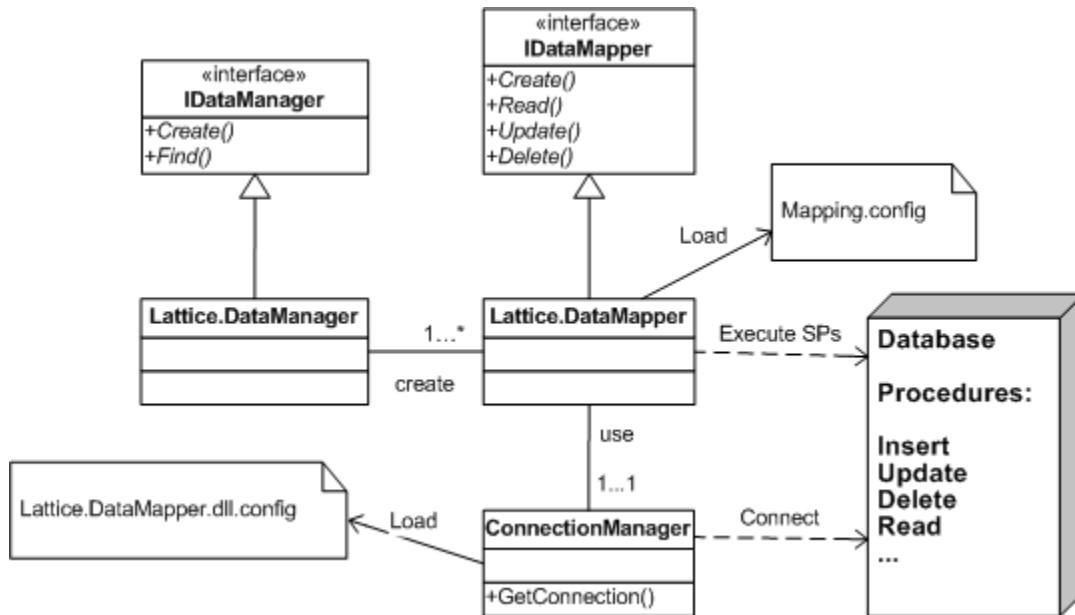 «interface»
IDataManager
+Create()
+Find()
«interface»
IDataMapper
+Create()
+Read()
+Update()
+Delete()
Mapping.config
Load
Lattice.DataManager
1...*
create
Lattice.DataMapper
Execute SPs
Database
Procedures:
Insert
Update
Delete
Read
...
use
1...1
Lattice.DataMapper.dll.config
Load
ConnectionManager
+GetConnection()
Connect